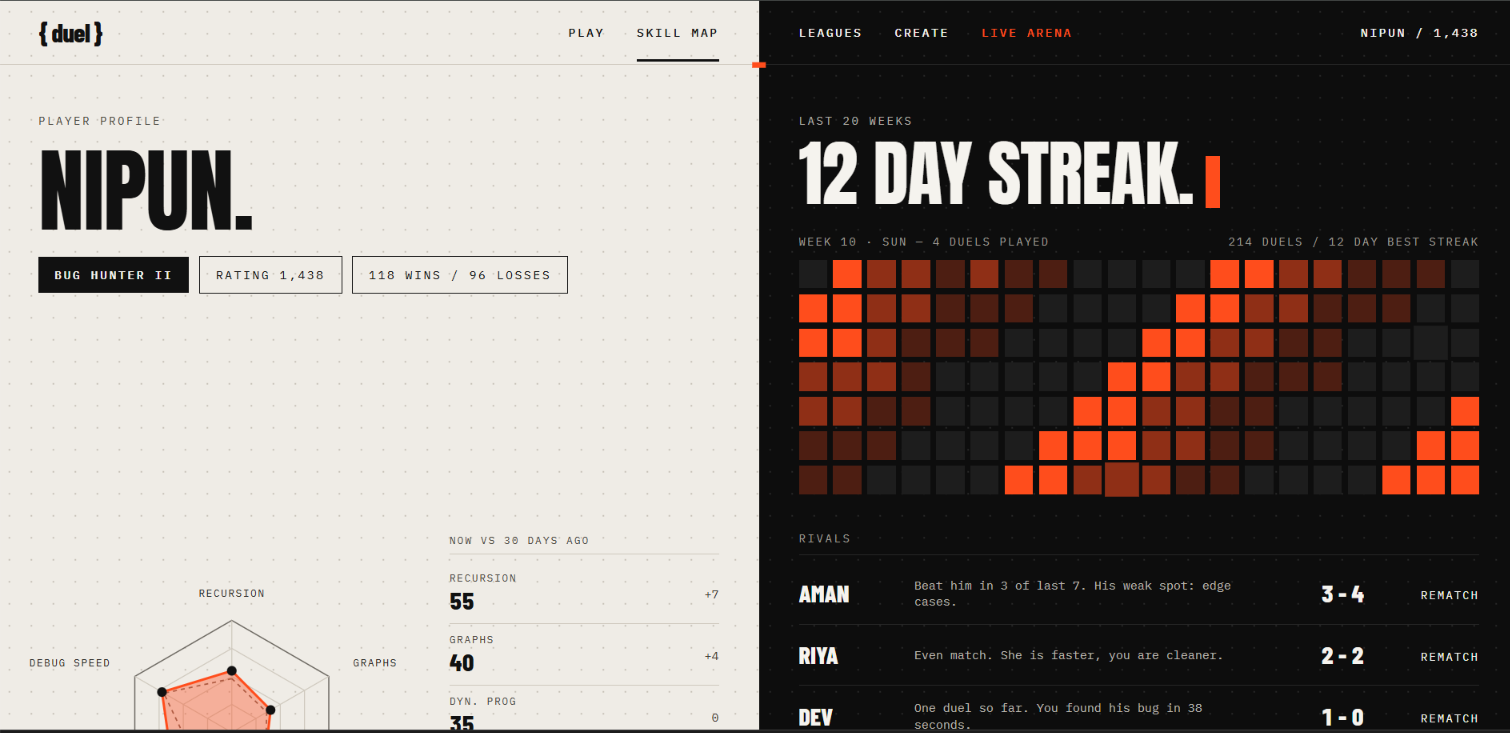 { duel }
PLAY
SKILL MAP
LEAGUES
CREATE
LIVE ARENA
NIPUN / 1,438
PLAYER PROFILE
NIPUN.
BUG HUNTER II
RATING 1,438
118 WINS / 96 LOSSES
NOW VS 30 DAYS AGO
RECURSION
55
+7
GRAPHS
40
+4
DYN. PROG
35
0
RECURSION
DEBUG SPEED
GRAPHS
LAST 20 WEEKS
12 DAY STREAK.
WEEK 10 · SUN — 4 DUELS PLAYED
214 DUELS / 12 DAY BEST STREAK
RIVALS
AMAN
Beat him in 3 of last 7. His weak spot: edge
cases.
3 - 4
REMATCH
RIYA
Even match. She is faster, you are cleaner.
2 - 2
REMATCH
DEV
One duel so far. You found his bug in 38
seconds.
1 - 0
REMATCH